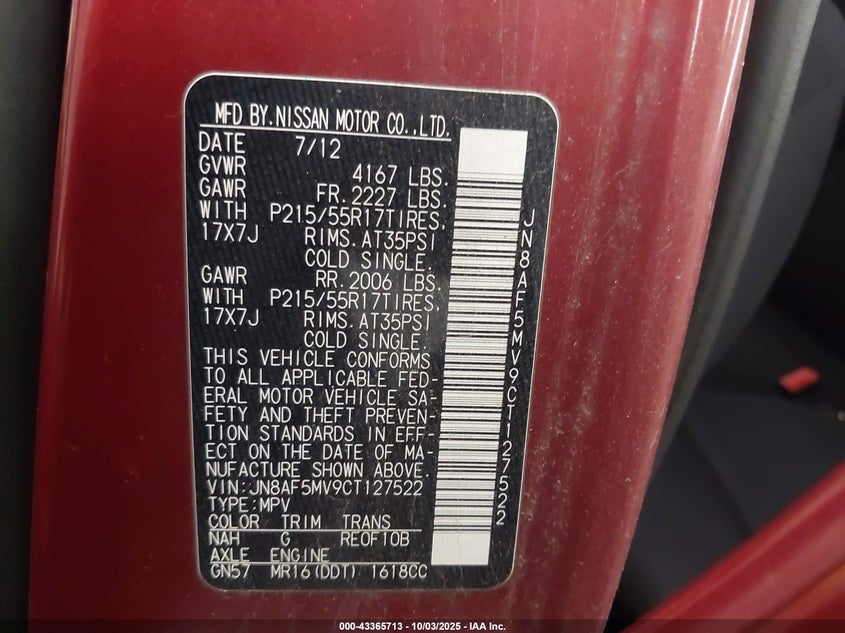 MFD BY.NISSAN MOTOR CO.,LTD.
DATE 7/12
GVWR 4167 LBS.
GAWR FR.2227 LBS.
WITH P215/55R17TIRES,
17X7J RIMS.AT35PSI
COLD SINGLE.
GAWR RR.2006 LBS.
WITH P215/55R17TIRES,
17X7J RIMS.AT35PSI
COLD SINGLE.
THIS VEHICLE CONFORMS
TO ALL APPLICABLE FED-
ERAL MOTOR VEHICLE SA-
FETY AND THEFT PREVEN-
TION STANDARDS IN EFF-
ECT ON THE DATE OF MA-
NUFACTURE SHOWN ABOVE.
VIN:JN8AF5MV9CT127522
TYPE:MPV
COLOR TRIM TRANS
NAH G RE0F10B
AXLE ENGINE
GN57 MR16(DDT) 1618CC
JN8AF5MV9CT127522
000-43365713 - 10/03/2025 - IAA Inc.